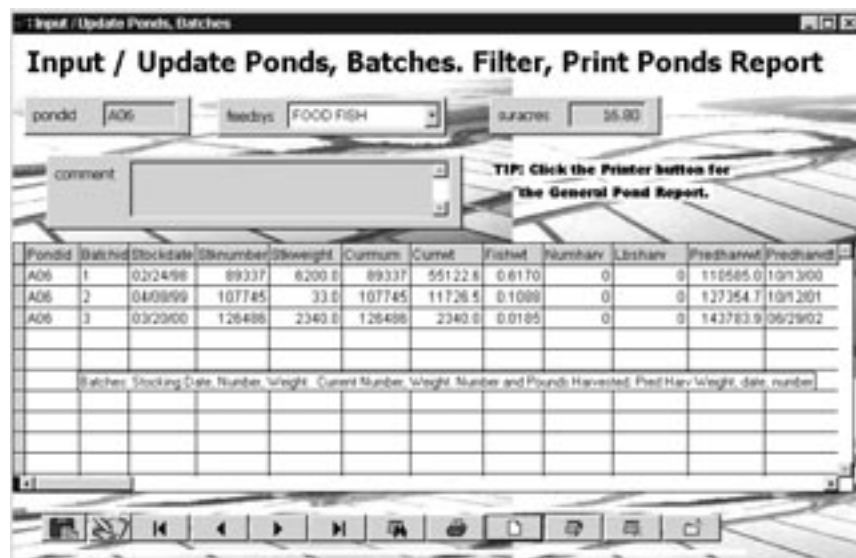 Input / Update Ponds, Batches
Input / Update Ponds, Batches. Filter, Print Ponds Report
pondid A06 feedsys FOOD FISH suracres 16.80
comment
TIP: Click the Printer button for
the General Pond Report.
Pondid Batchid Stockdate Stknumber Stkweight Currnum Currwt Fishwt Numharv Lbsharv Predharvwt Predharvdt
A06 1 02/24/98 89337 6200.0 89337 55122.6 0.6170 0 0 110585.0 10/13/00
A06 2 04/09/99 107745 33.0 107745 11726.5 0.1088 0 0 127354.7 10/12/01
A06 3 03/20/00 126486 2340.0 126486 2340.0 0.0185 0 0 143783.9 06/29/02
Batches: Stocking Date, Number, Weight. Current Number, Weight. Number and Pounds Harvested. Pred Harv Weight, date, number